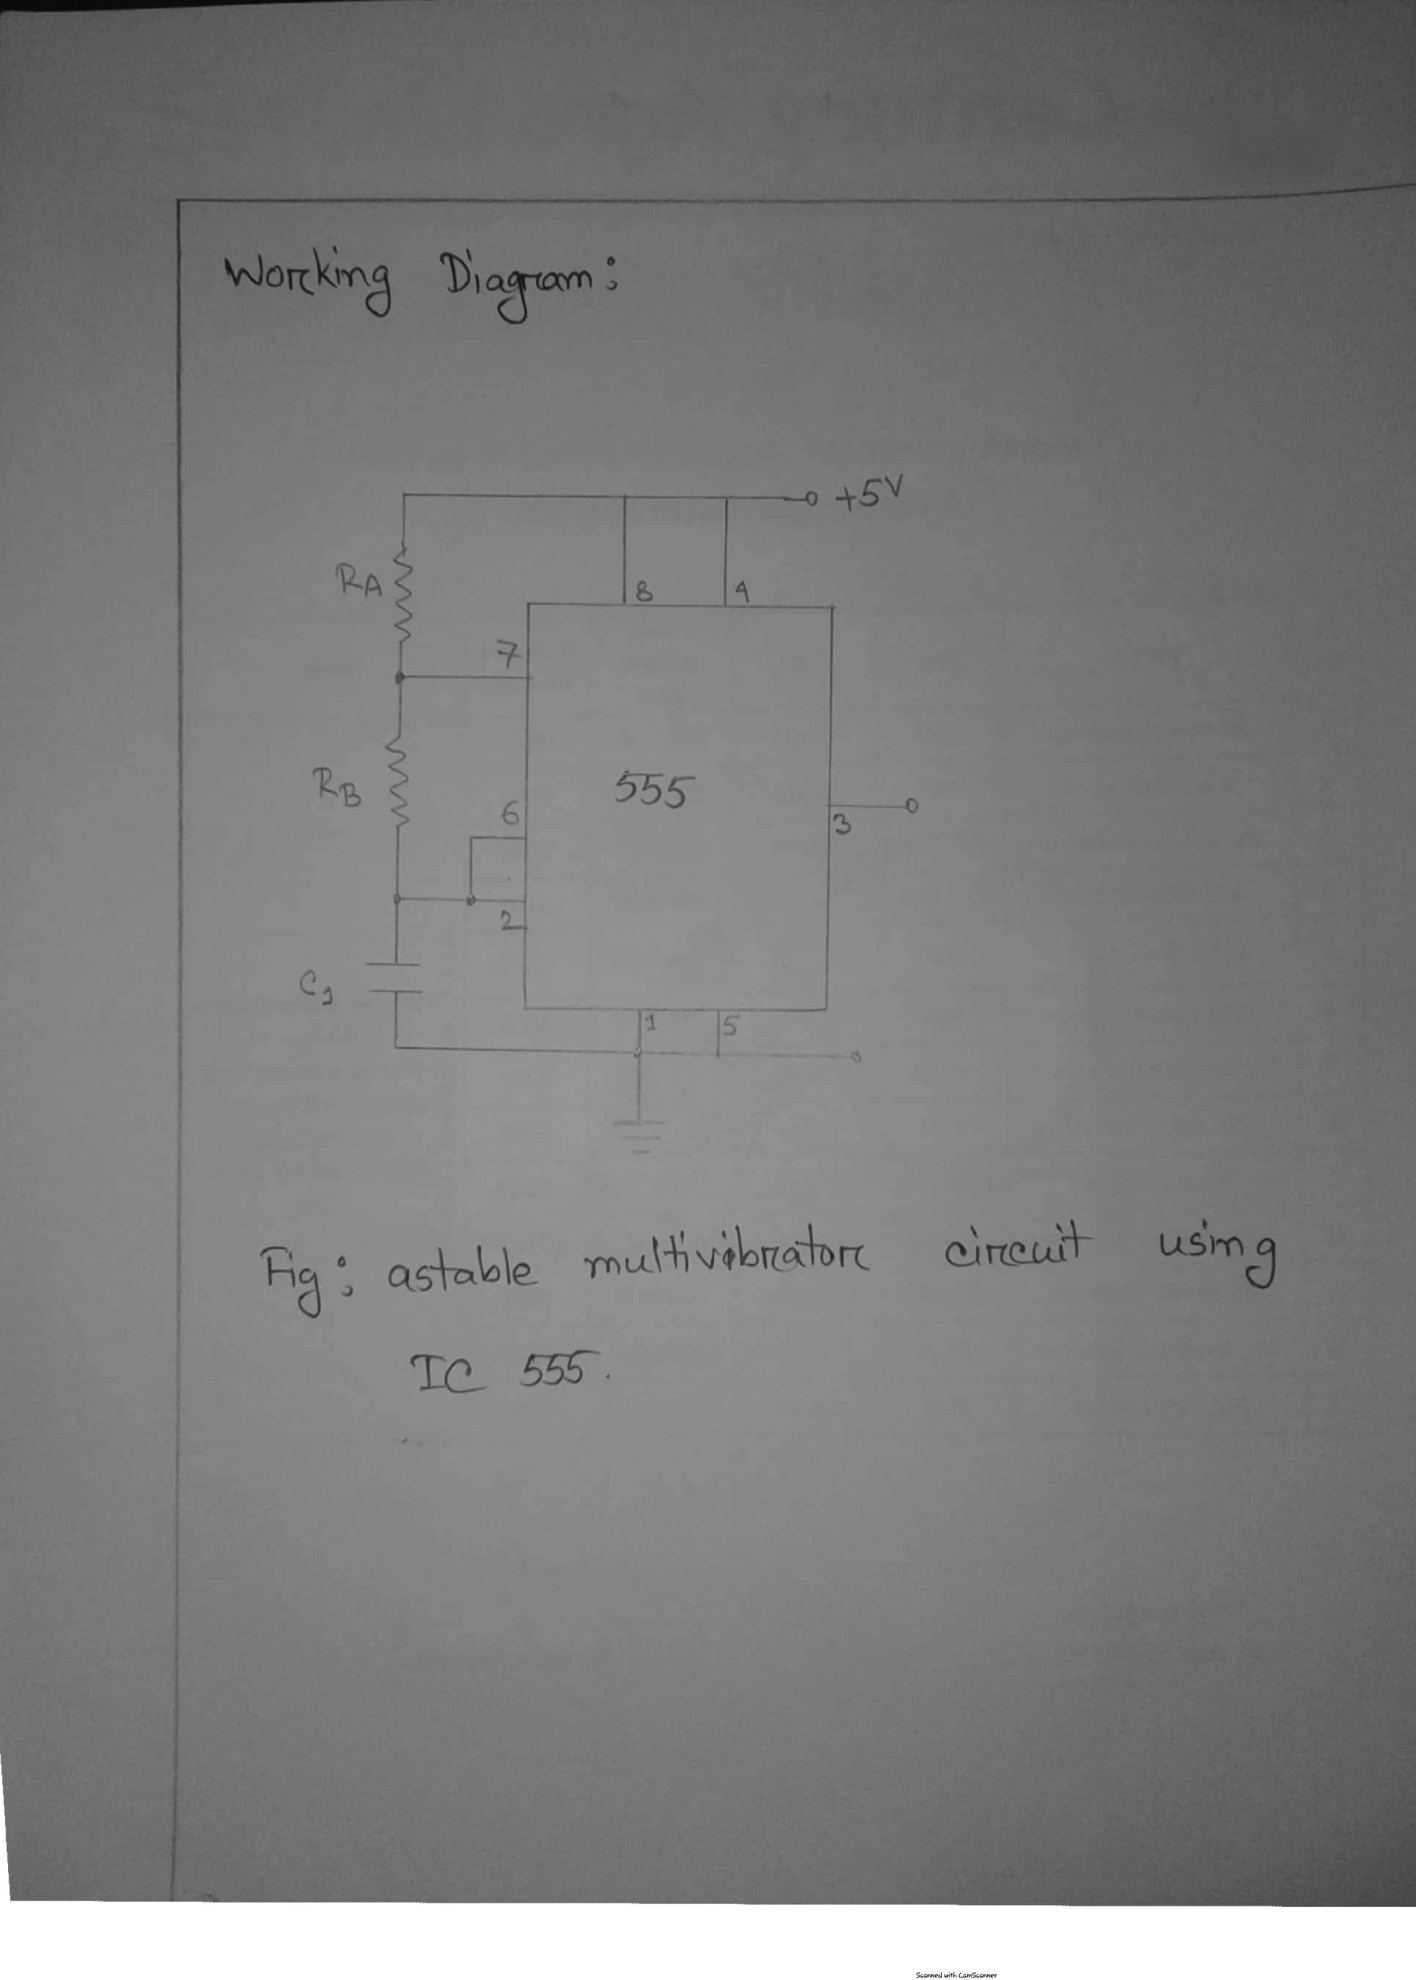 Working Diagram:
+5V
RA
8
4
7
RB
555
6
3
2
C1
1
5
Fig: astable multivibrator circuit using
IC 555.
Scanned with CamScanner